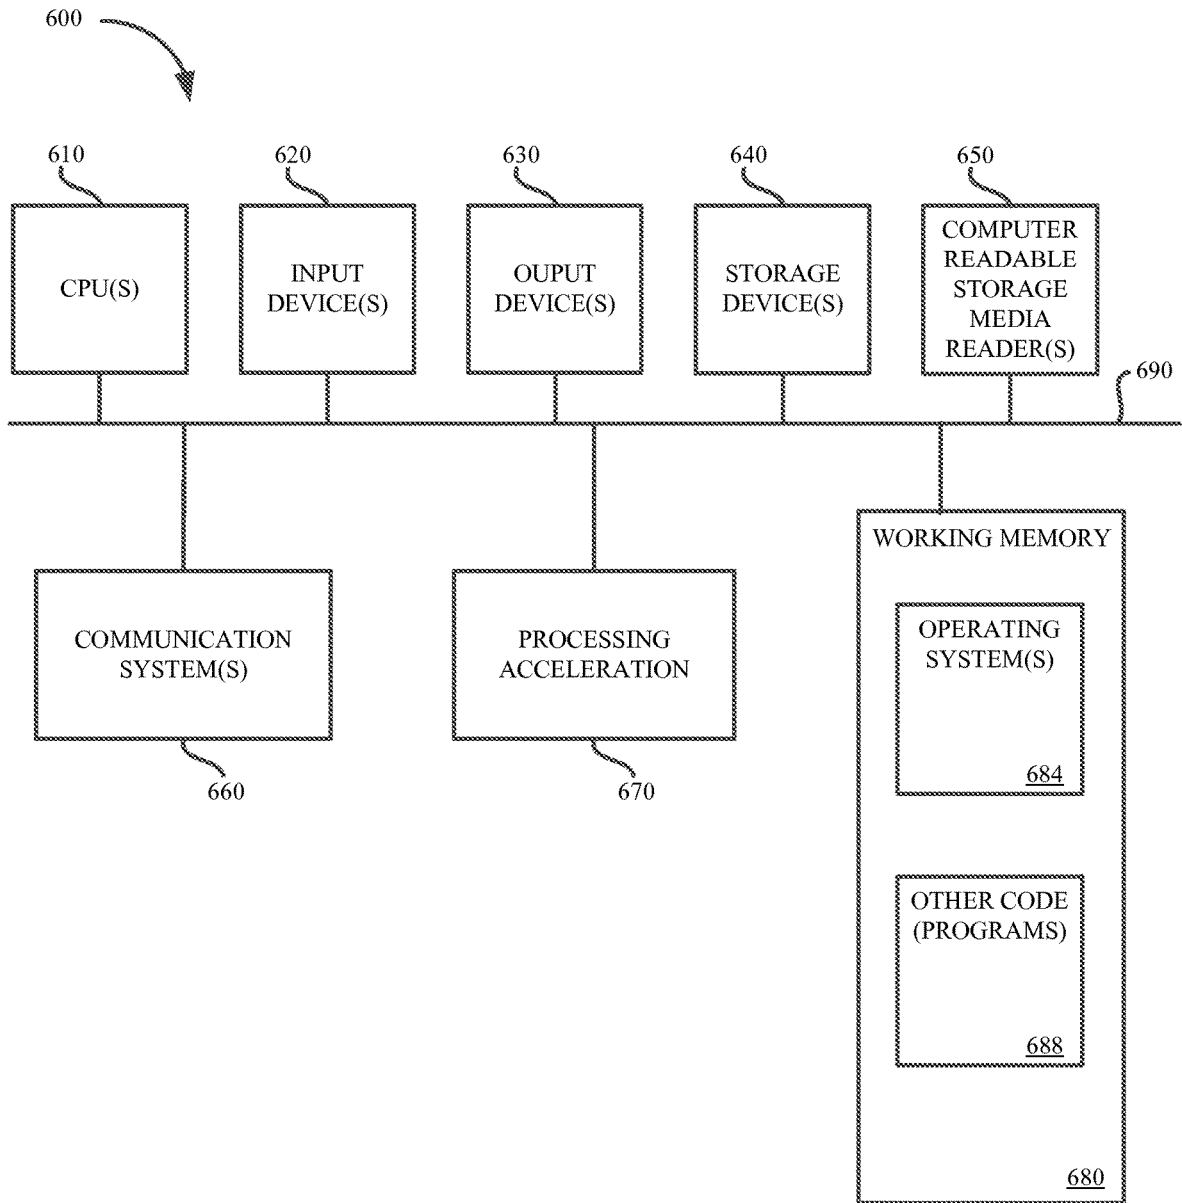 600
610
620
630
640
650
CPU(S)
INPUT
DEVICE(S)
OUPUT
DEVICE(S)
STORAGE
DEVICE(S)
COMPUTER
READABLE
STORAGE
MEDIA
READER(S)
690
COMMUNICATION
SYSTEM(S)
660
PROCESSING
ACCELERATION
670
WORKING MEMORY
OPERATING
SYSTEM(S)
684
OTHER CODE
(PROGRAMS)
688
680